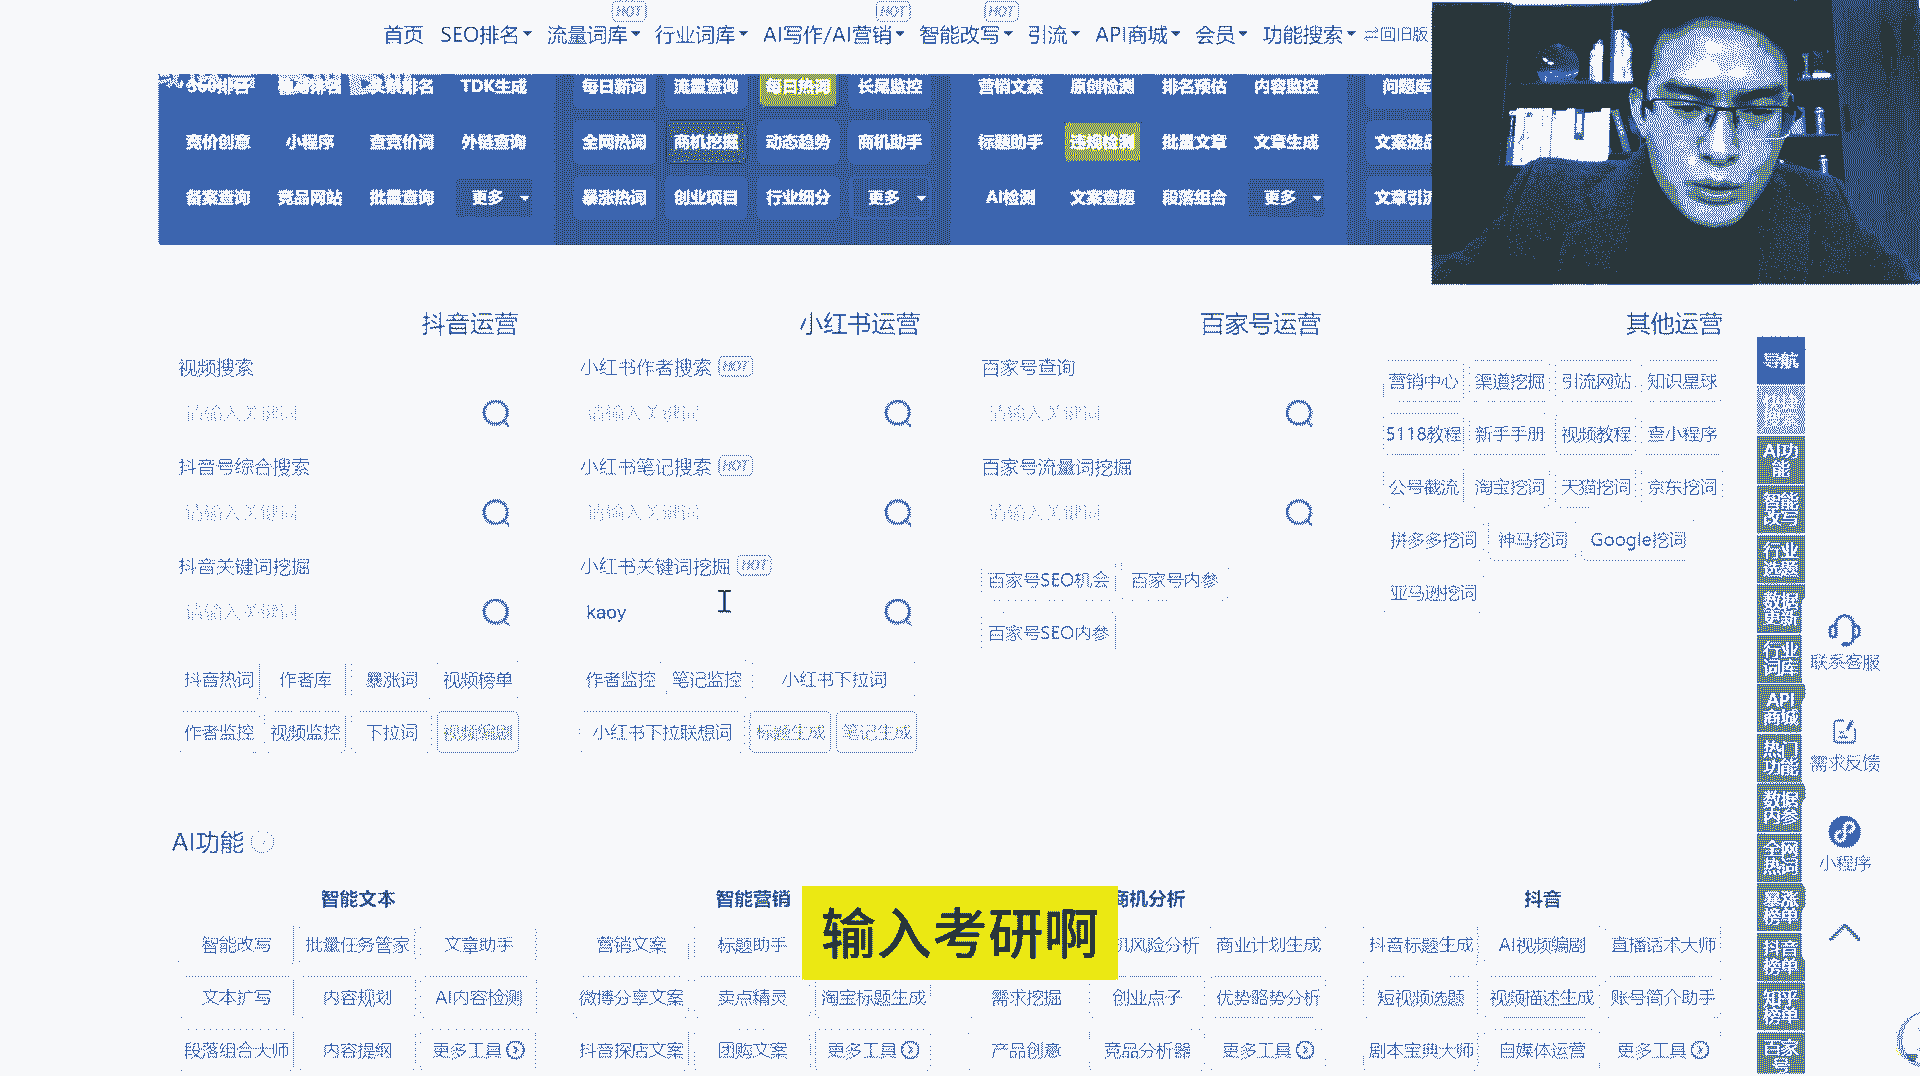 HOT HOT HOT
首页 SEO排名 流量词库 行业词库 AI写作/AI营销 智能改写 引流 API商城 会员 功能搜索 回旧版
TDK生成 每日新词 流量查询 每日热词 长尾监控 营销文案 原创检测 排名预估 内容监控 问题库
竞价创意 小程序 查竞价词 外链查询 全网热词 商机挖掘 动态趋势 商机助手 标题助手 违规检测 批量文章 文章生成 文案选品
备案查询 竞品网站 批量查询 更多 暴涨热词 创业项目 行业细分 更多 AI检测 文案查题 段落组合 更多 文章引流
抖音运营 小红书运营 百家号运营 其他运营
视频搜索 小红书作者搜索 HOT 百家号查询
请输入关键词 请输入关键词 请输入关键词
营销中心 渠道挖掘 引流网站 知识星球
5118教程 新手手册 视频教程 查小程序
抖音号综合搜索 小红书笔记搜索 HOT 百家号流量词挖掘
请输入关键词 请输入关键词 请输入关键词
公号截流 淘宝挖词 天猫挖词 京东挖词
拼多多挖词 神马挖词 Google挖词
亚马逊挖词
抖音关键词挖掘 小红书关键词挖掘 HOT
请输入关键词 kaoy
百家号SEO机会 百家号内参
百家号SEO内参
抖音热词 作者库 暴涨词 视频榜单 作者监控 笔记监控 小红书下拉词
作者监控 视频监控 下拉词 视频编剧 小红书下拉联想词 标题生成 笔记生成
导航
AI功能
智能改写
行业选题
数据更新
行业词库
API商城
热门功能
数据内参
全网热词
暴涨榜单
抖音榜单
知乎榜单
百家号
联系客服
需求反馈
小程序
AI功能
智能文本 智能营销 商机分析 抖音
智能改写 批量任务管家 文章助手 营销文案 标题助手 机风险分析 商业计划生成 抖音标题生成 AI视频编剧 直播话术大师
输入考研啊
文本扩写 内容规划 AI内容检测 微博分享文案 卖点精灵 淘宝标题生成 需求挖掘 创业点子 优势略势分析 短视频选题 视频描述生成 账号简介助手
段落组合大师 内容提纲 更多工具 抖音探店文案 团购文案 更多工具 产品创意 竞品分析器 更多工具 剧本宝典大师 自媒体运营 更多工具